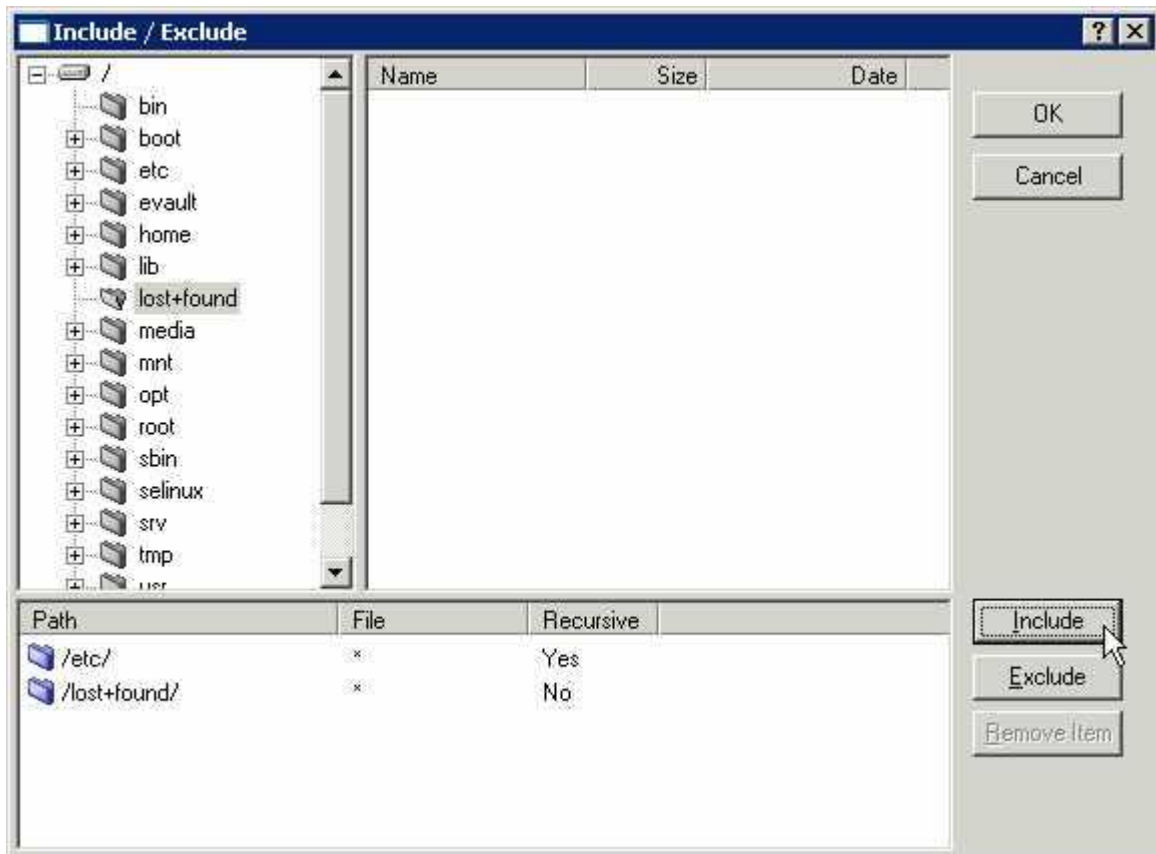 Include / Exclude
/
bin
boot
etc
evault
home
lib
lost+found
media
mnt
opt
root
sbin
selinux
srv
tmp
usr
Name Size Date
OK
Cancel
Path File Recursive
/etc/ * Yes
/lost+found/ * No
Include
Exclude
Remove Item